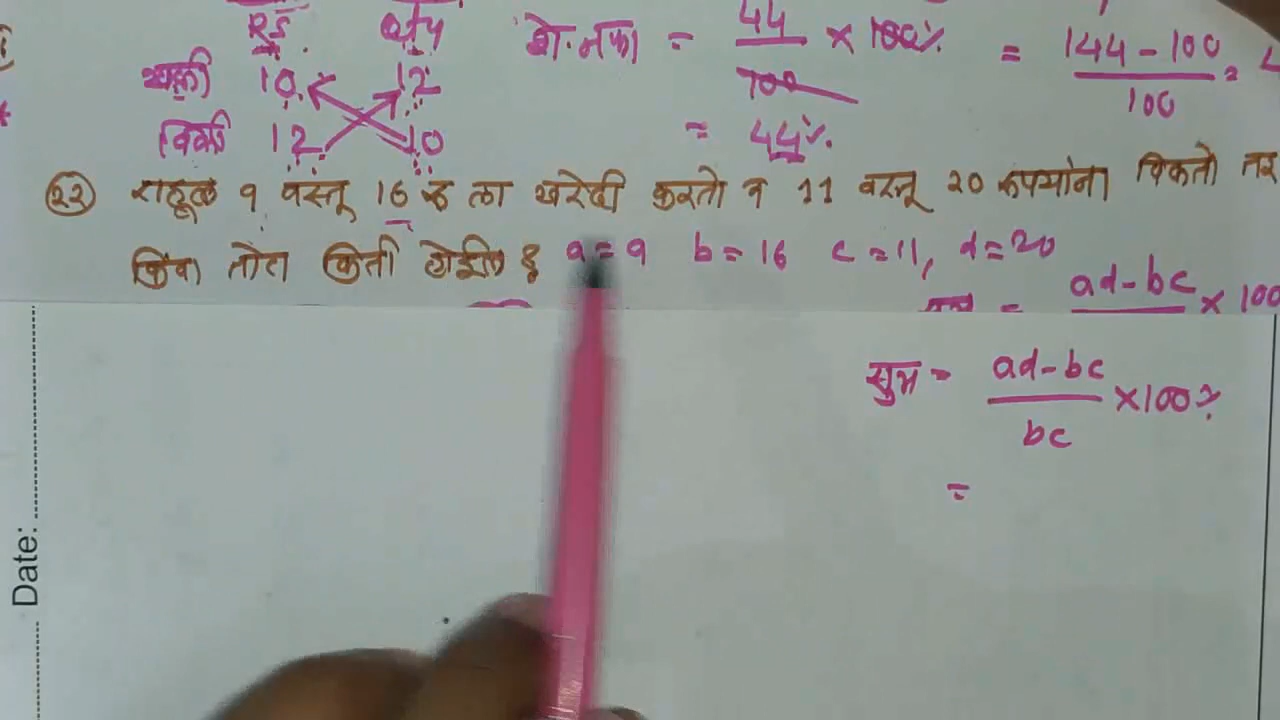 Rs. Qty
खरेदी 10 12
विक्री 12 10
शे. नफा = 44/100 × 100% = 144 - 100/100 =
= 44%
२२ राहूल 9 वस्तू 16 रु ला खरेदी करतो व 11 वस्तू 20 रुपयांना विकतो तर
किंवा तोटा किती होईल? a = 9 b = 16 c = 11, d = 20
ad-bc × 100
सुत्र = ad-bc/bc × 100%
=
Date: